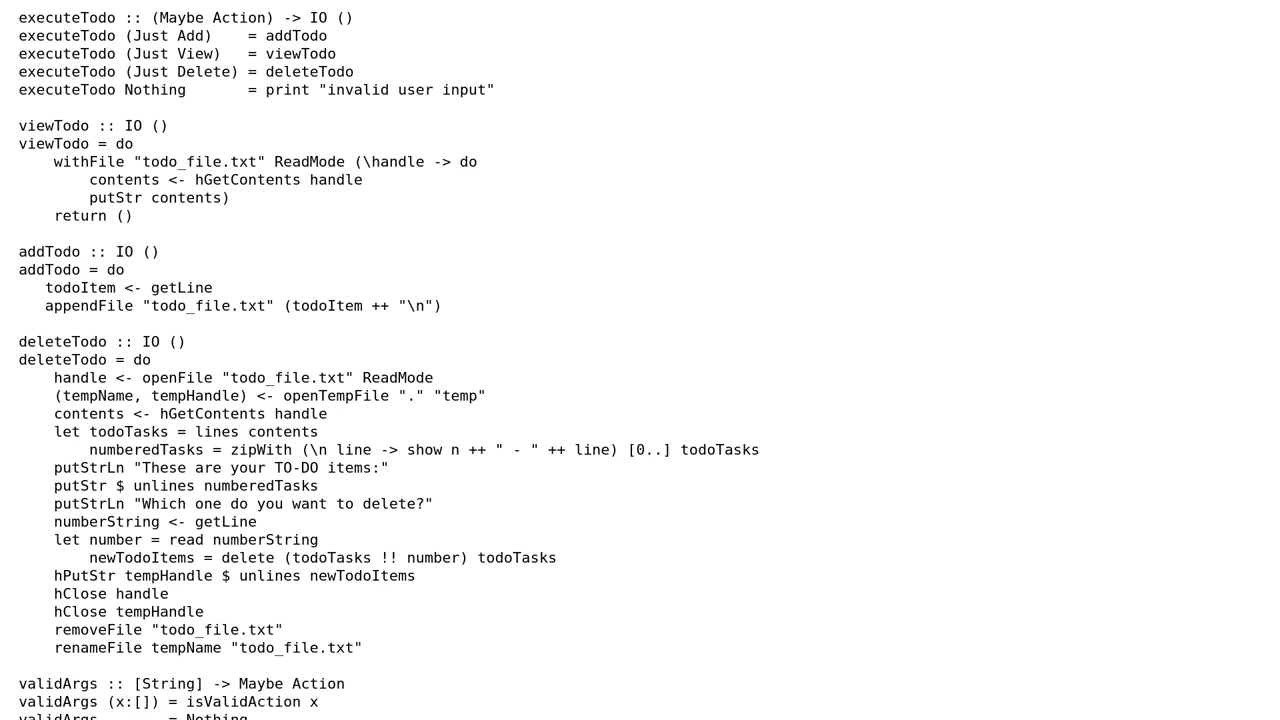 executeTodo :: (Maybe Action) -> IO ()
executeTodo (Just Add)    = addTodo
executeTodo (Just View)   = viewTodo
executeTodo (Just Delete) = deleteTodo
executeTodo Nothing       = print "invalid user input"

viewTodo :: IO ()
viewTodo = do
    withFile "todo_file.txt" ReadMode (\handle -> do
        contents <- hGetContents handle
        putStr contents)
    return ()

addTodo :: IO ()
addTodo = do
   todoItem <- getLine
   appendFile "todo_file.txt" (todoItem ++ "\n")

deleteTodo :: IO ()
deleteTodo = do
    handle <- openFile "todo_file.txt" ReadMode
    (tempName, tempHandle) <- openTempFile "." "temp"
    contents <- hGetContents handle
    let todoTasks = lines contents
        numberedTasks = zipWith (\n line -> show n ++ " - " ++ line) [0..] todoTasks
    putStrLn "These are your TO-DO items:"
    putStr $ unlines numberedTasks
    putStrLn "Which one do you want to delete?"
    numberString <- getLine
    let number = read numberString
        newTodoItems = delete (todoTasks !! number) todoTasks
    hPutStr tempHandle $ unlines newTodoItems
    hClose handle
    hClose tempHandle
    removeFile "todo_file.txt"
    renameFile tempName "todo_file.txt"

validArgs :: [String] -> Maybe Action
validArgs (x:[]) = isValidAction x
validArgs        = Nothing